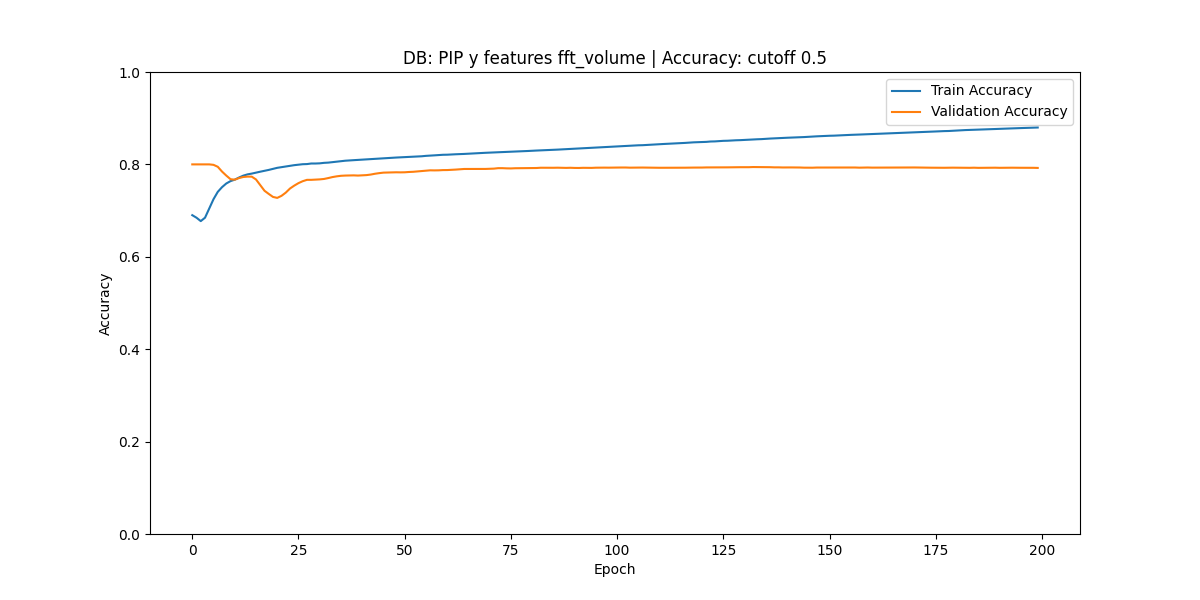 DB: PIP y features fft_volume | Accuracy: cutoff 0.5
Train Accuracy
Validation Accuracy
1.0
0.8
0.6
0.4
0.2
0.0
Accuracy
0 25 50 75 100 125 150 175 200
Epoch